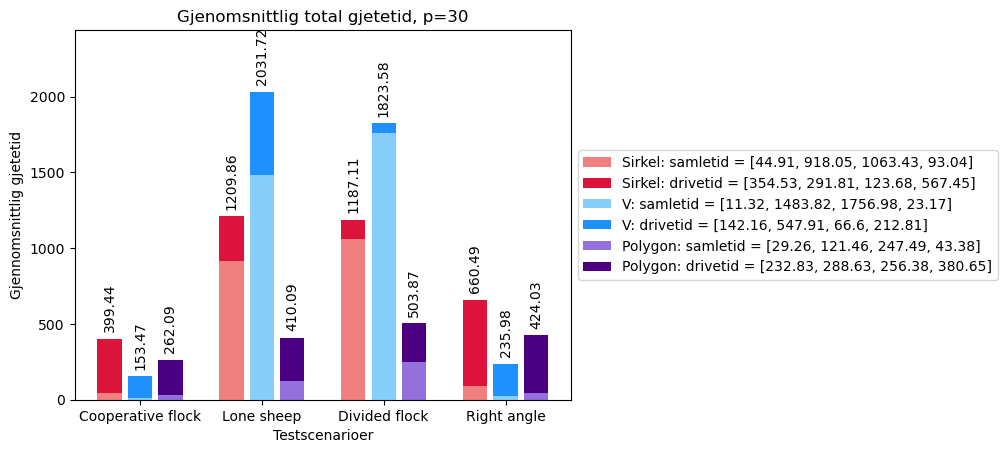 Gjenomsnittlig total gjetetid, p=30
Gjennomsnittlig gjetetid
2000
1500
1000
500
0
399.44
153.47
262.09
1209.86
2031.72
410.09
1187.11
1823.58
503.87
660.49
235.98
424.03
Cooperative flock
Lone sheep
Divided flock
Right angle
Testscenarioer
Sirkel: samletid = [44.91, 918.05, 1063.43, 93.04]
Sirkel: drivetid = [354.53, 291.81, 123.68, 567.45]
V: samletid = [11.32, 1483.82, 1756.98, 23.17]
V: drivetid = [142.16, 547.91, 66.6, 212.81]
Polygon: samletid = [29.26, 121.46, 247.49, 43.38]
Polygon: drivetid = [232.83, 288.63, 256.38, 380.65]